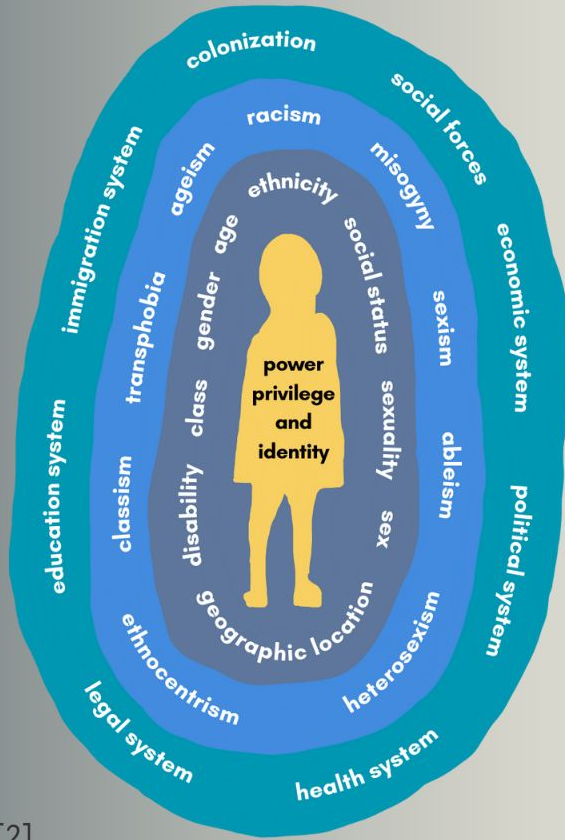 colonization
social forces
economic system
political system
health system
legal system
education system
immigration system
racism
misogyny
sexism
ableism
heterosexism
ethnocentrism
classism
transphobia
ageism
ethnicity
social status
sexuality
sex
geographic location
disability
class
gender
age
power
privilege
and
identity